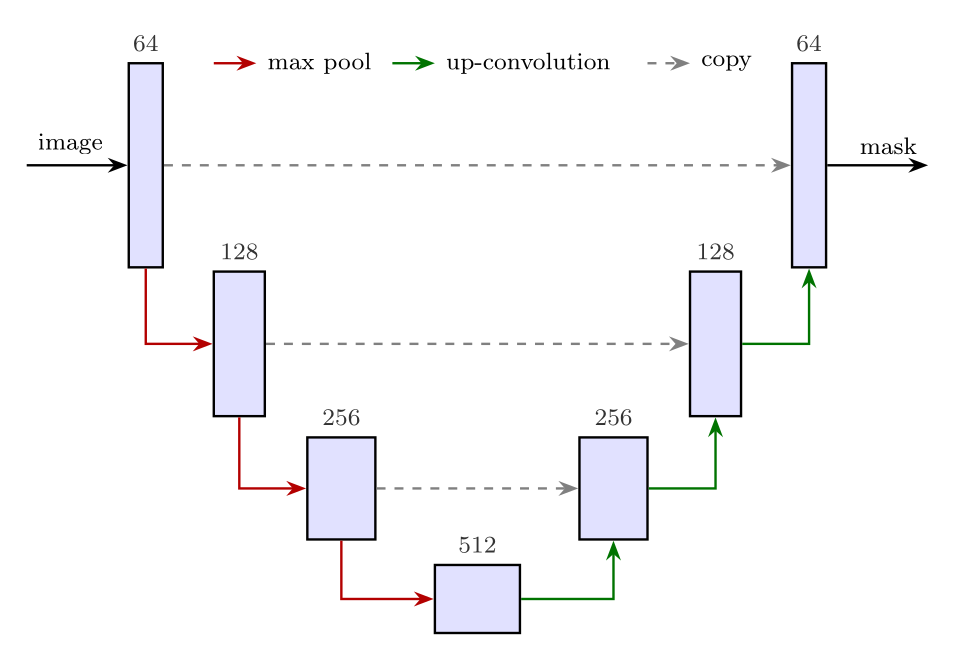 64
max pool
up-convolution
copy
64
image
mask
128
128
256
256
512